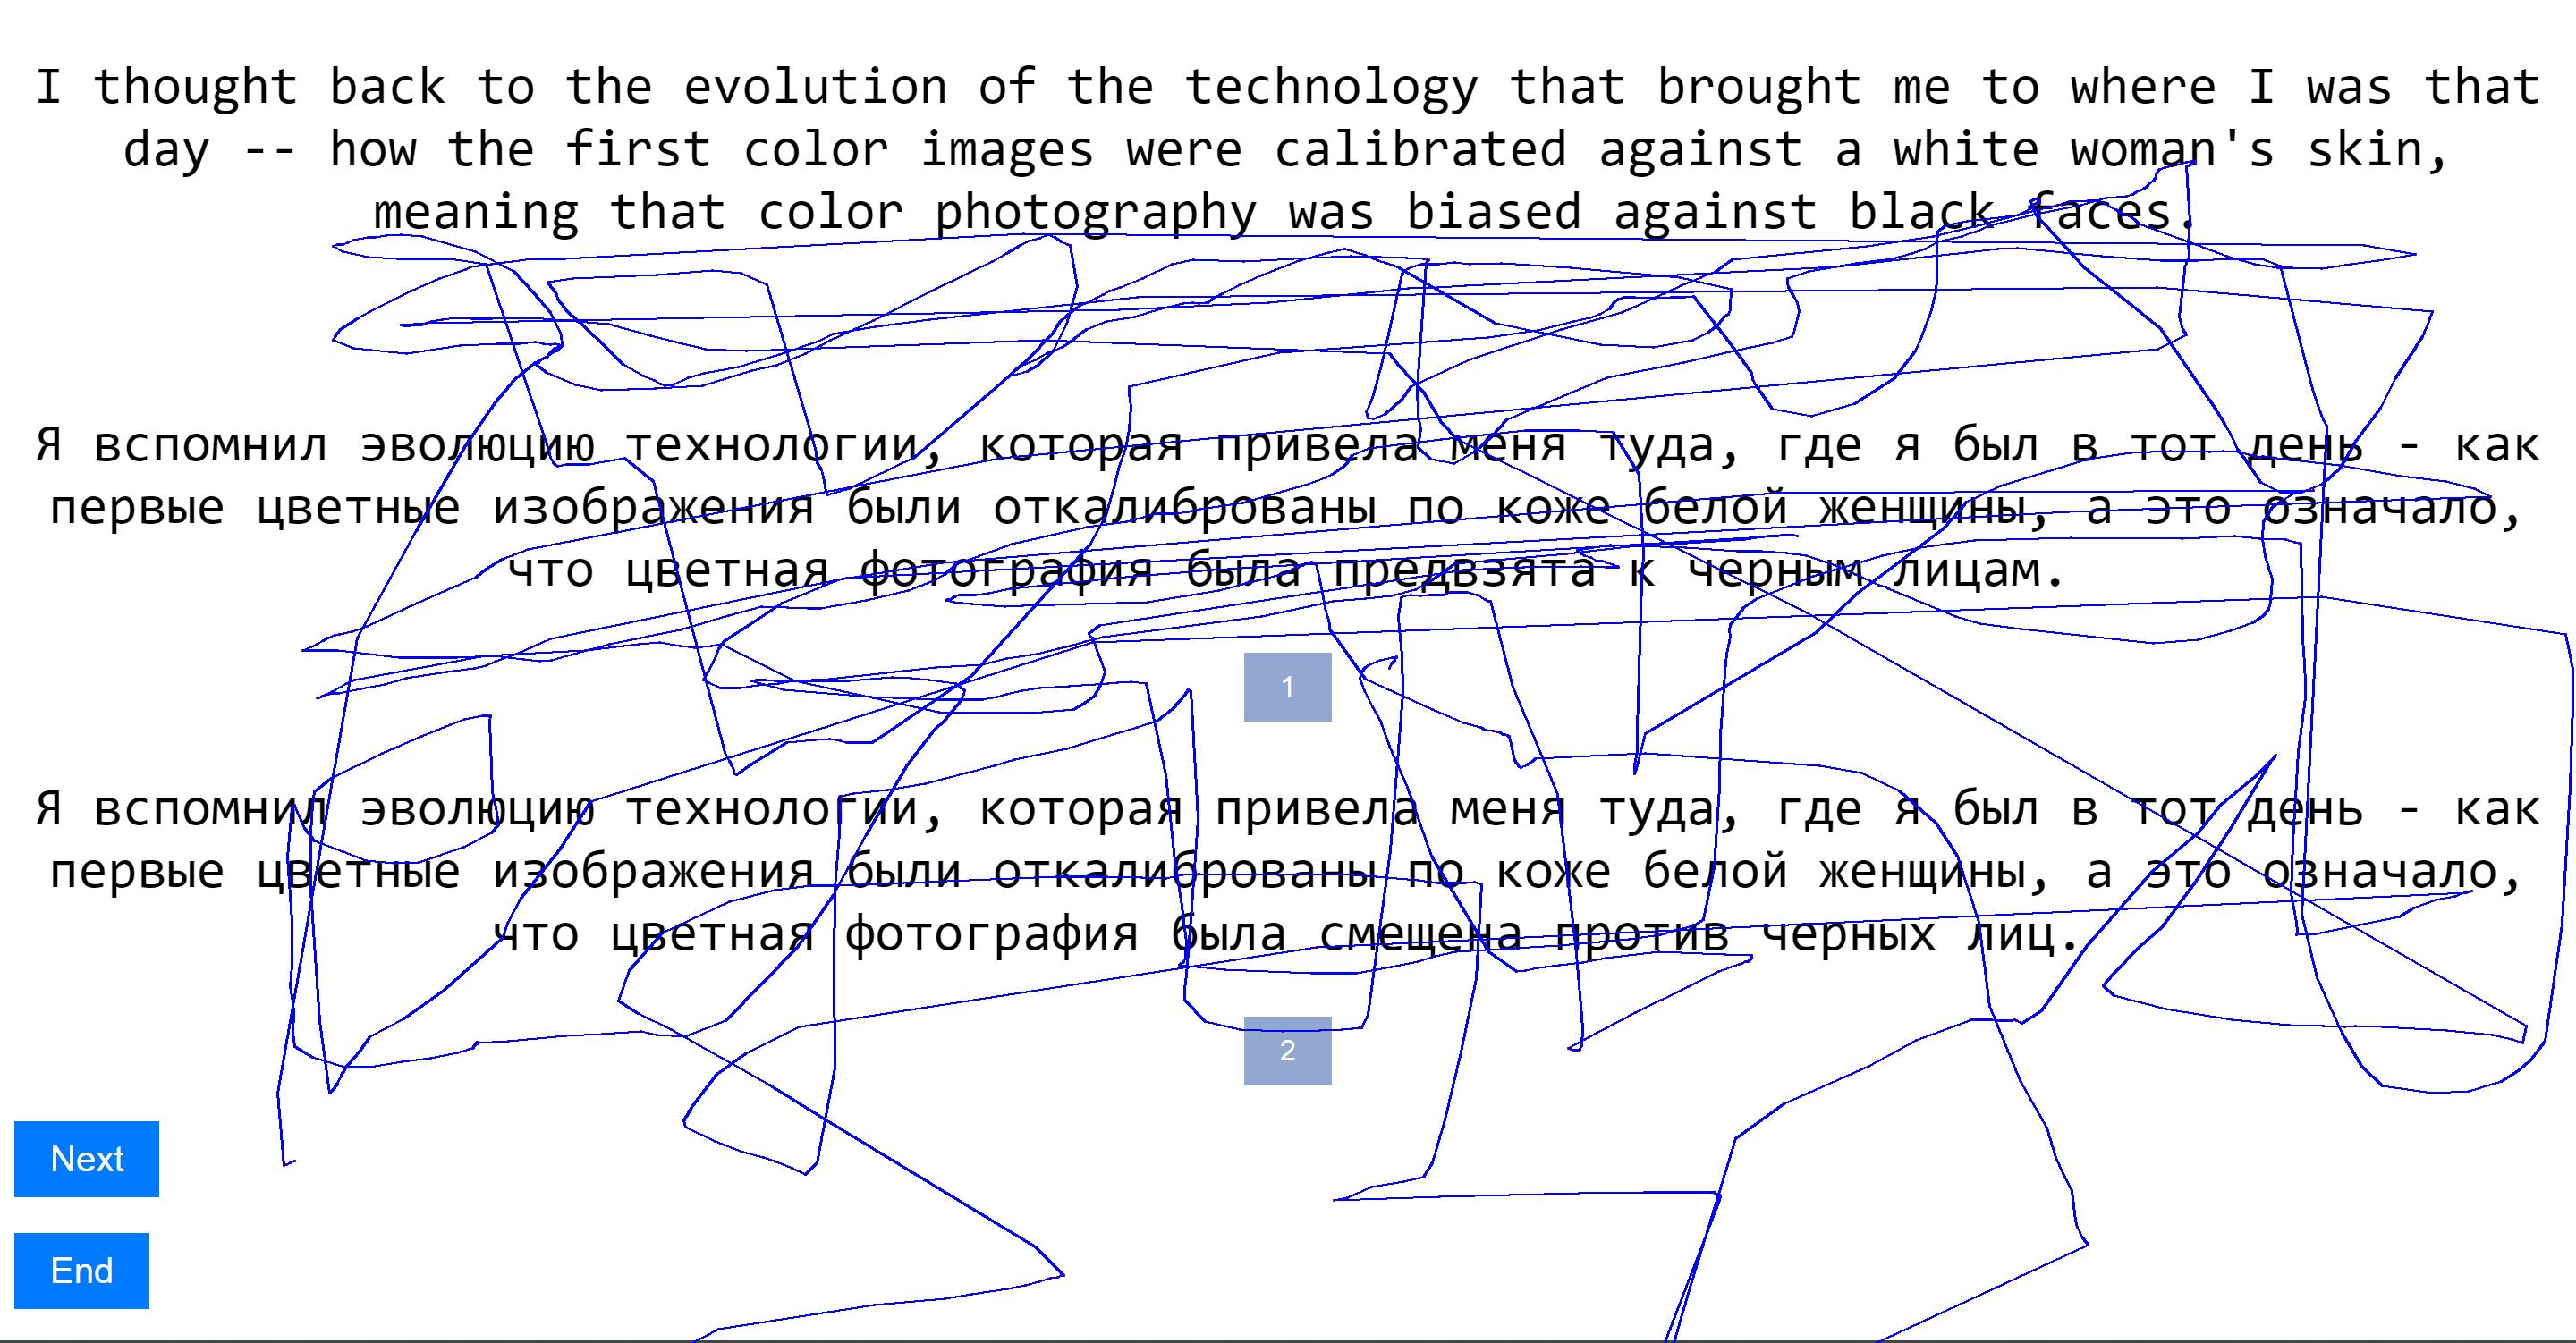 I thought back to the evolution of the technology that brought me to where I was that
day -- how the first color images were calibrated against a white woman's skin,
meaning that color photography was biased against black faces.
Я вспомнил эволюцию технологии, которая привела меня туда, где я был в тот день - как
первые цветные изображения были откалиброваны по коже белой женщины, а это означало,
что цветная фотография была предвзята к черным лицам.
1
Я вспомнил эволюцию технологии, которая привела меня туда, где я был в тот день - как
первые цветные изображения были откалиброваны по коже белой женщины, а это означало,
что цветная фотография была смещена против черных лиц.
2
Next
End